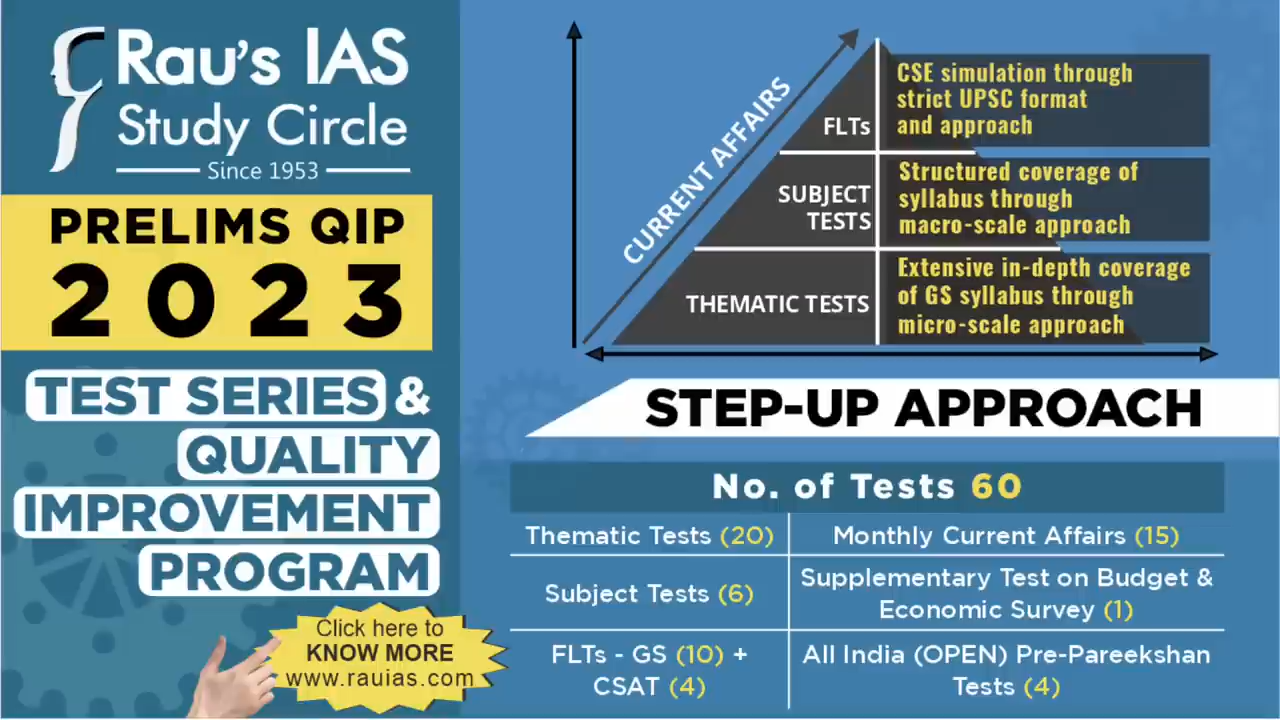 Rau's IAS
Study Circle
Since 1953
PRELIMS QIP
2023
TEST SERIES &
QUALITY
IMPROVEMENT
PROGRAM
Click here to
KNOW MORE
www.rauias.com
CURRENT AFFAIRS
FLTs
CSE simulation through
strict UPSC format
and approach
SUBJECT
TESTS
Structured coverage of
syllabus through
macro-scale approach
THEMATIC TESTS
Extensive in-depth coverage
of GS syllabus through
micro-scale approach
STEP-UP APPROACH
No. of Tests 60
Thematic Tests (20)
Monthly Current Affairs (15)
Subject Tests (6)
Supplementary Test on Budget &
Economic Survey (1)
FLTs - GS (10) +
CSAT (4)
All India (OPEN) Pre-Pareekshan
Tests (4)